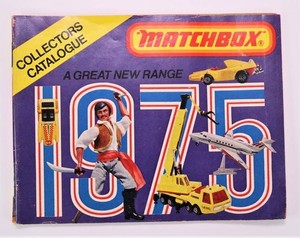 COLLECTORS
CATALOGUE
MATCHBOX®
A GREAT NEW RANGE
1975